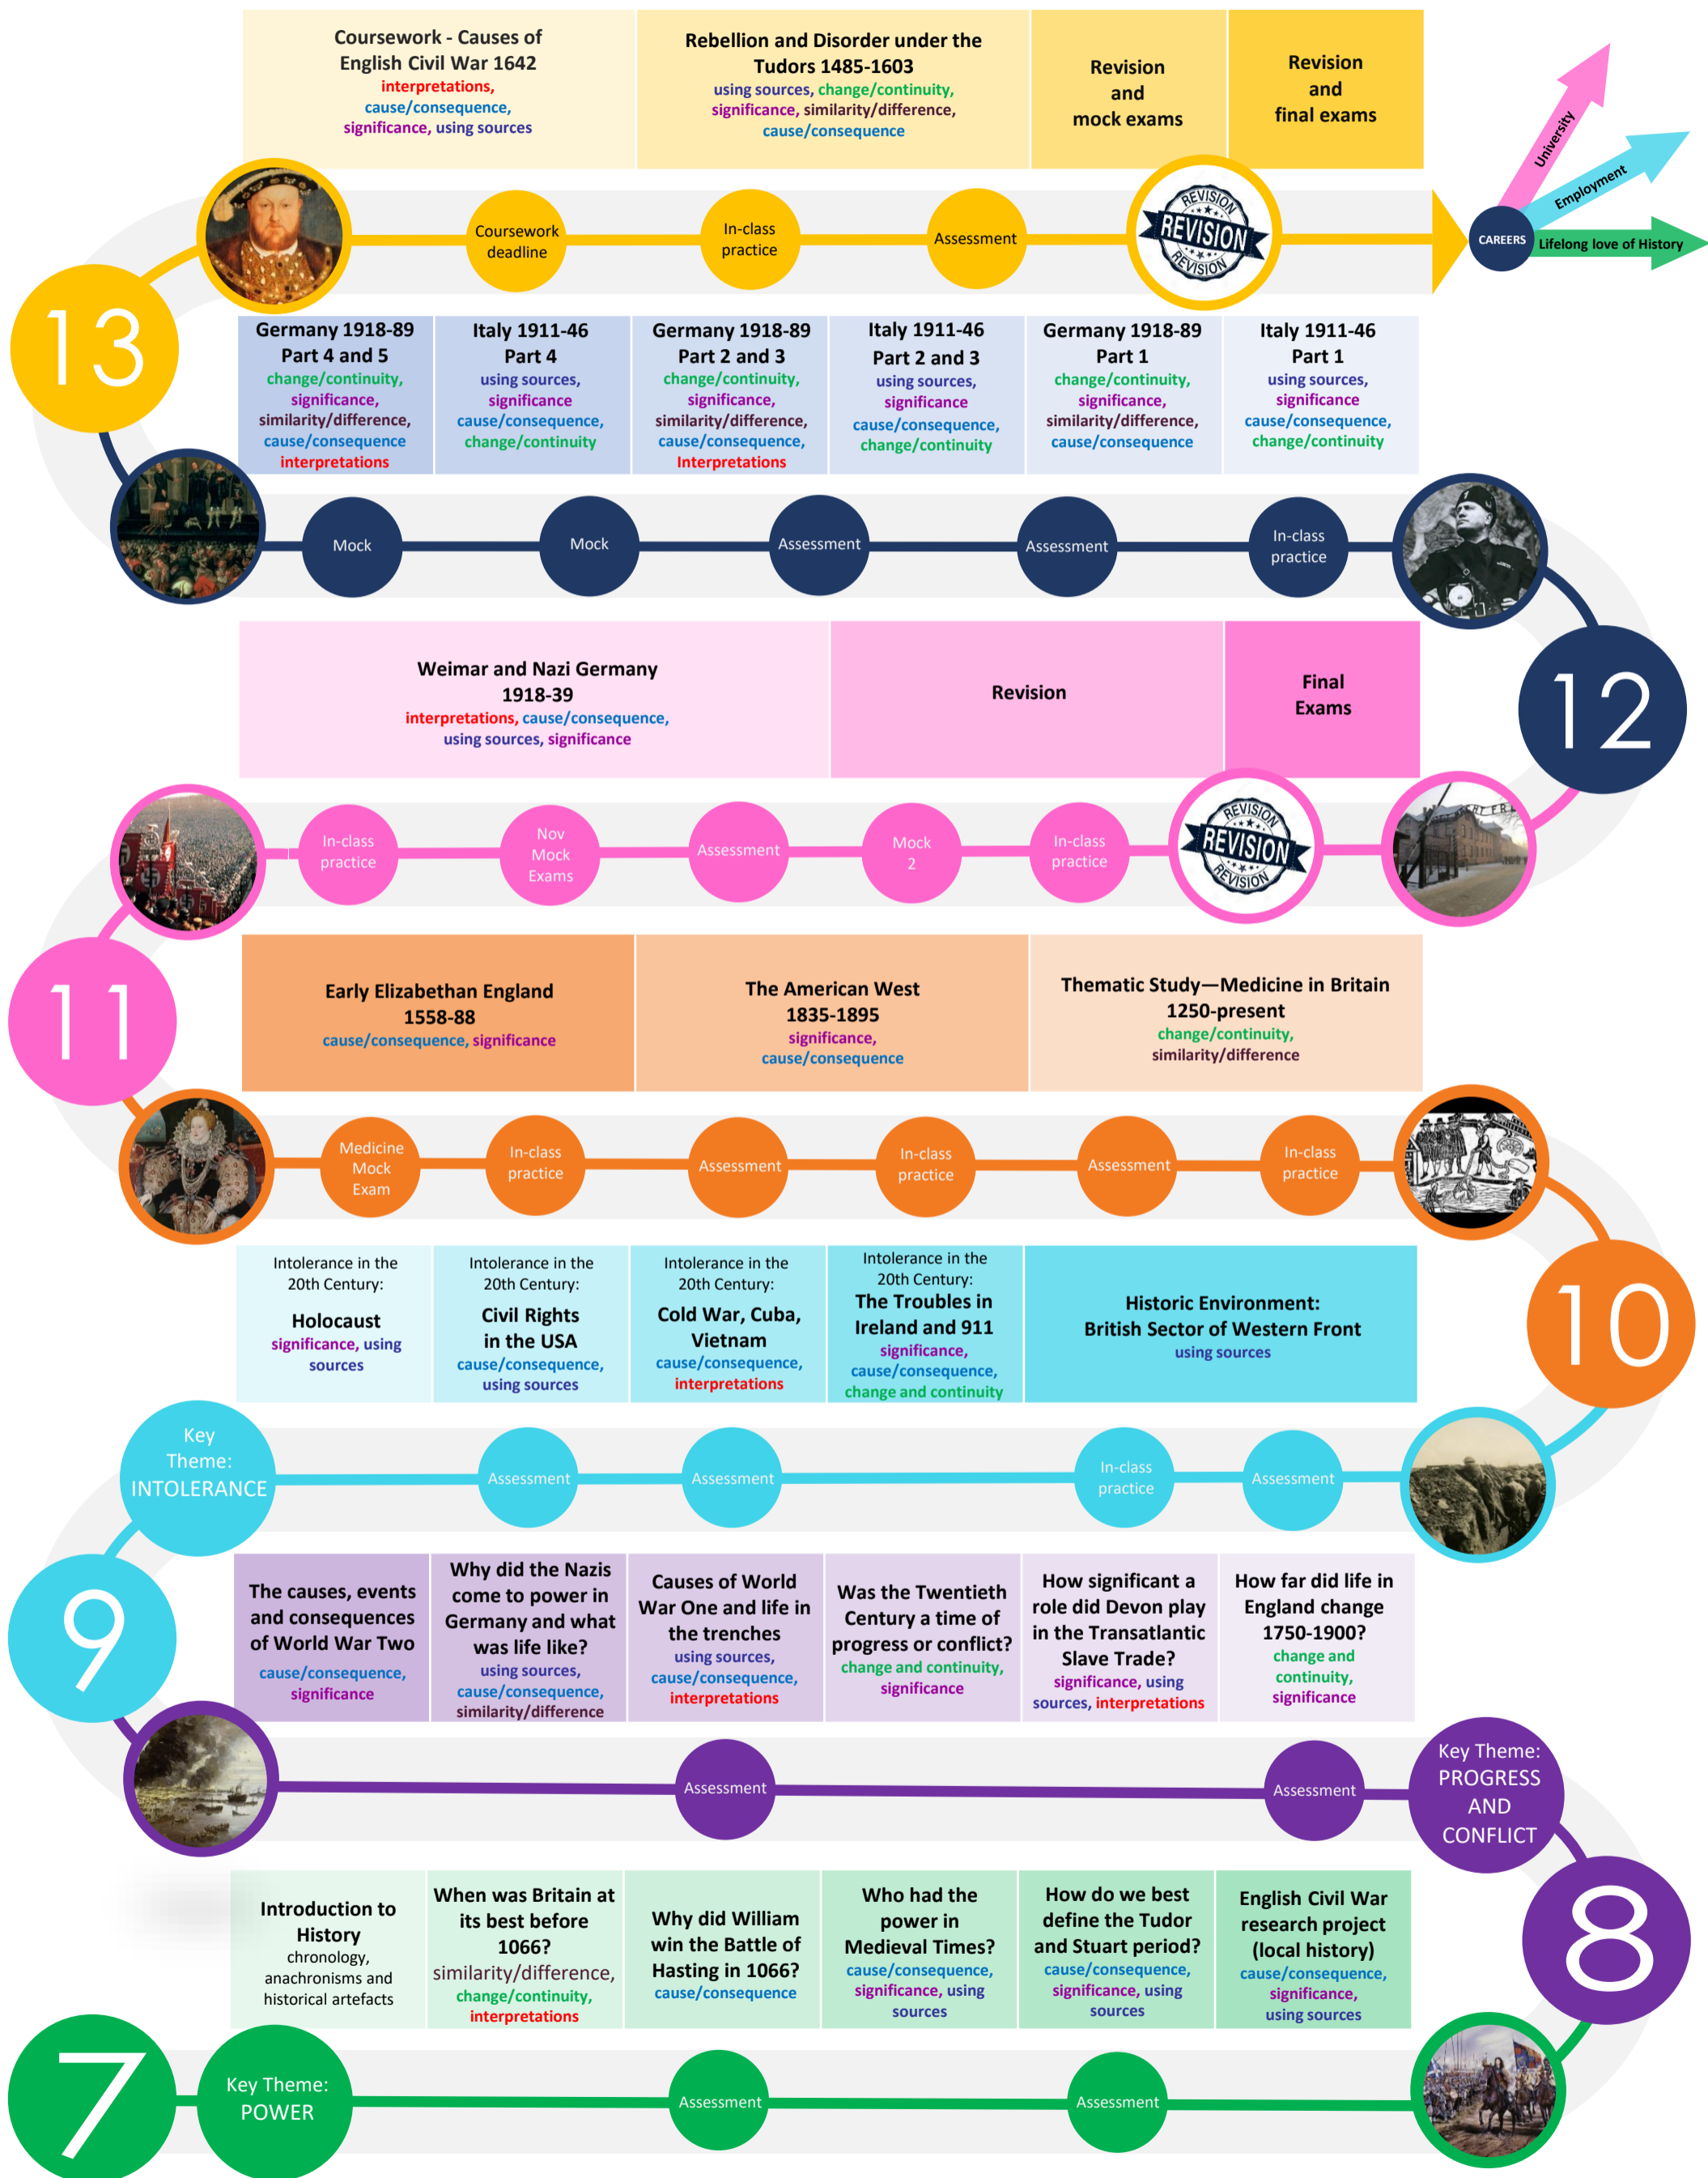 Coursework - Causes of
English Civil War 1642
interpretations,
cause/consequence,
significance, using sources
Rebellion and Disorder under the
Tudors 1485-1603
using sources, change/continuity,
significance, similarity/difference,
cause/consequence
Revision
and
mock exams
Revision
and
final exams
University
Employment
Lifelong love of History
CAREERS
Coursework
deadline
In-class
practice
Assessment
REVISION
REVISION
REVISION
13
Germany 1918-89
Part 4 and 5
change/continuity,
significance,
similarity/difference,
cause/consequence
interpretations
Italy 1911-46
Part 4
using sources,
significance
cause/consequence,
change/continuity
Germany 1918-89
Part 2 and 3
change/continuity,
significance,
similarity/difference,
cause/consequence,
Interpretations
Italy 1911-46
Part 2 and 3
using sources,
significance
cause/consequence,
change/continuity
Germany 1918-89
Part 1
change/continuity,
significance,
similarity/difference,
cause/consequence
Italy 1911-46
Part 1
using sources,
significance
cause/consequence,
change/continuity
Mock
Mock
Assessment
Assessment
In-class
practice
12
Weimar and Nazi Germany
1918-39
interpretations, cause/consequence,
using sources, significance
Revision
Final
Exams
In-class
practice
Nov
Mock
Exams
Assessment
Mock
2
In-class
practice
REVISION
REVISION
REVISION
11
Early Elizabethan England
1558-88
cause/consequence, significance
The American West
1835-1895
significance,
cause/consequence
Thematic Study—Medicine in Britain
1250-present
change/continuity,
similarity/difference
Medicine
Mock
Exam
In-class
practice
Assessment
In-class
practice
Assessment
In-class
practice
10
Intolerance in the
20th Century:
Holocaust
significance, using
sources
Intolerance in the
20th Century:
Civil Rights
in the USA
cause/consequence,
using sources
Intolerance in the
20th Century:
Cold War, Cuba,
Vietnam
cause/consequence,
interpretations
Intolerance in the
20th Century:
The Troubles in
Ireland and 911
significance,
cause/consequence,
change and continuity
Historic Environment:
British Sector of Western Front
using sources
Key
Theme:
INTOLERANCE
Assessment
Assessment
In-class
practice
Assessment
9
The causes, events
and consequences
of World War Two
cause/consequence,
significance
Why did the Nazis
come to power in
Germany and what
was life like?
using sources,
cause/consequence,
similarity/difference
Causes of World
War One and life in
the trenches
using sources,
cause/consequence,
interpretations
Was the Twentieth
Century a time of
progress or conflict?
change and continuity,
significance
How significant a
role did Devon play
in the Transatlantic
Slave Trade?
significance, using
sources, interpretations
How far did life in
England change
1750-1900?
change and
continuity,
significance
Assessment
Assessment
Key Theme:
PROGRESS
AND
CONFLICT
8
Introduction to
History
chronology,
anachronisms and
historical artefacts
When was Britain at
its best before
1066?
similarity/difference,
change/continuity,
interpretations
Why did William
win the Battle of
Hasting in 1066?
cause/consequence
Who had the
power in
Medieval Times?
cause/consequence,
significance, using
sources
How do we best
define the Tudor
and Stuart period?
cause/consequence,
significance, using
sources
English Civil War
research project
(local history)
cause/consequence,
significance,
using sources
7
Key Theme:
POWER
Assessment
Assessment